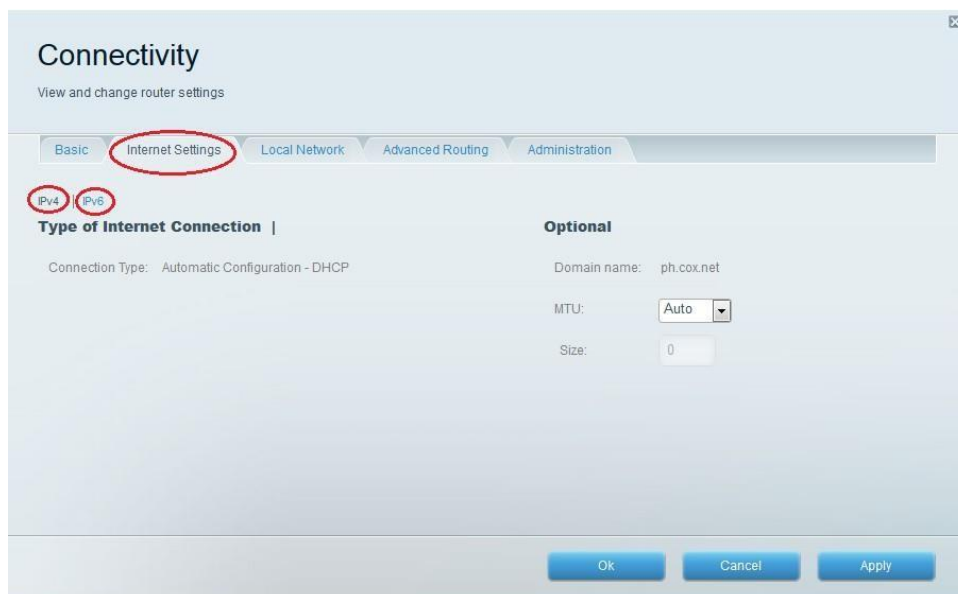 Connectivity
View and change router settings
Basic Internet Settings Local Network Advanced Routing Administration
IPv4 | IPv6
Type of Internet Connection |
Connection Type: Automatic Configuration - DHCP
Optional
Domain name: ph.cox.net
MTU: Auto
Size: 0
Ok Cancel Apply